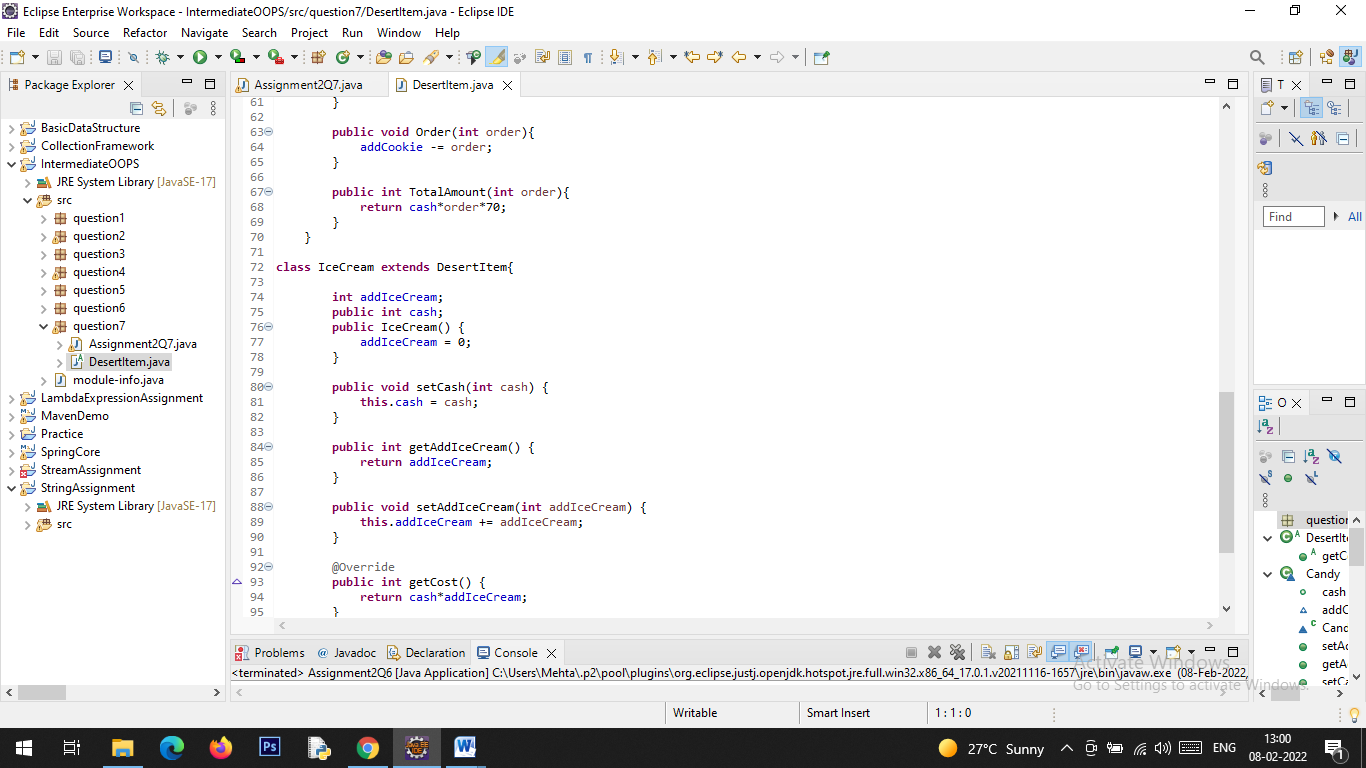 Eclipse Enterprise Workspace - IntermediateOOPS/src/question7/DesertItem.java - Eclipse IDE
File Edit Source Refactor Navigate Search Project Run Window Help
Package Explorer
BasicDataStructure
CollectionFramework
IntermediateOOPS
JRE System Library [JavaSE-17]
src
question1
question2
question3
question4
question5
question6
question7
Assignment2Q7.java
DesertItem.java
module-info.java
LambdaExpressionAssignment
MavenDemo
Practice
SpringCore
StreamAssignment
StringAssignment
JRE System Library [JavaSE-17]
src
Assignment2Q7.java DesertItem.java
61 }
62
63 public void Order(int order){
64 addCookie -= order;
65 }
66
67 public int TotalAmount(int order){
68 return cash*order*70;
69 }
70 }
71
72 class IceCream extends DesertItem{
73
74 int addIceCream;
75 public int cash;
76 public IceCream() {
77 addIceCream = 0;
78 }
79
80 public void setCash(int cash) {
81 this.cash = cash;
82 }
83
84 public int getAddIceCream() {
85 return addIceCream;
86 }
87
88 public void setAddIceCream(int addIceCream) {
89 this.addIceCream += addIceCream;
90 }
91
92 @Override
93 public int getCost() {
94 return cash*addIceCream;
95 }
T
Find All
O
question
DesertIt
getC
Candy
cash
addC
Canc
setAc
getA
setCa
Problems @ Javadoc Declaration Console
<terminated> Assignment2Q6 [Java Application] C:\Users\Mehta\.p2\pool\plugins\org.eclipse.justj.openjdk.hotspot.jre.full.win32.x86_64_17.0.1.v20211116-1657\jre\bin\javaw.exe (08-Feb-2022,
Activate Windows
Go to Settings to activate Windows.
Writable Smart Insert 1 : 1 : 0
27°C Sunny ENG 13:00
08-02-2022
1